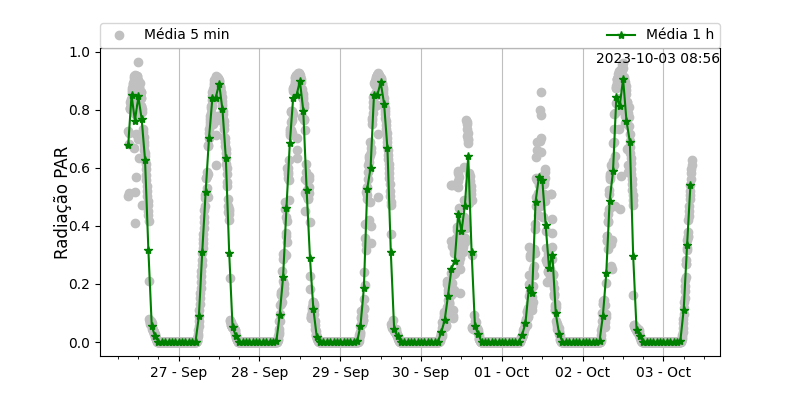 Média 5 min
Média 1 h
2023-10-03 08:56
1.0
0.8
0.6
0.4
0.2
0.0
Radiação PAR
27 - Sep
28 - Sep
29 - Sep
30 - Sep
01 - Oct
02 - Oct
03 - Oct